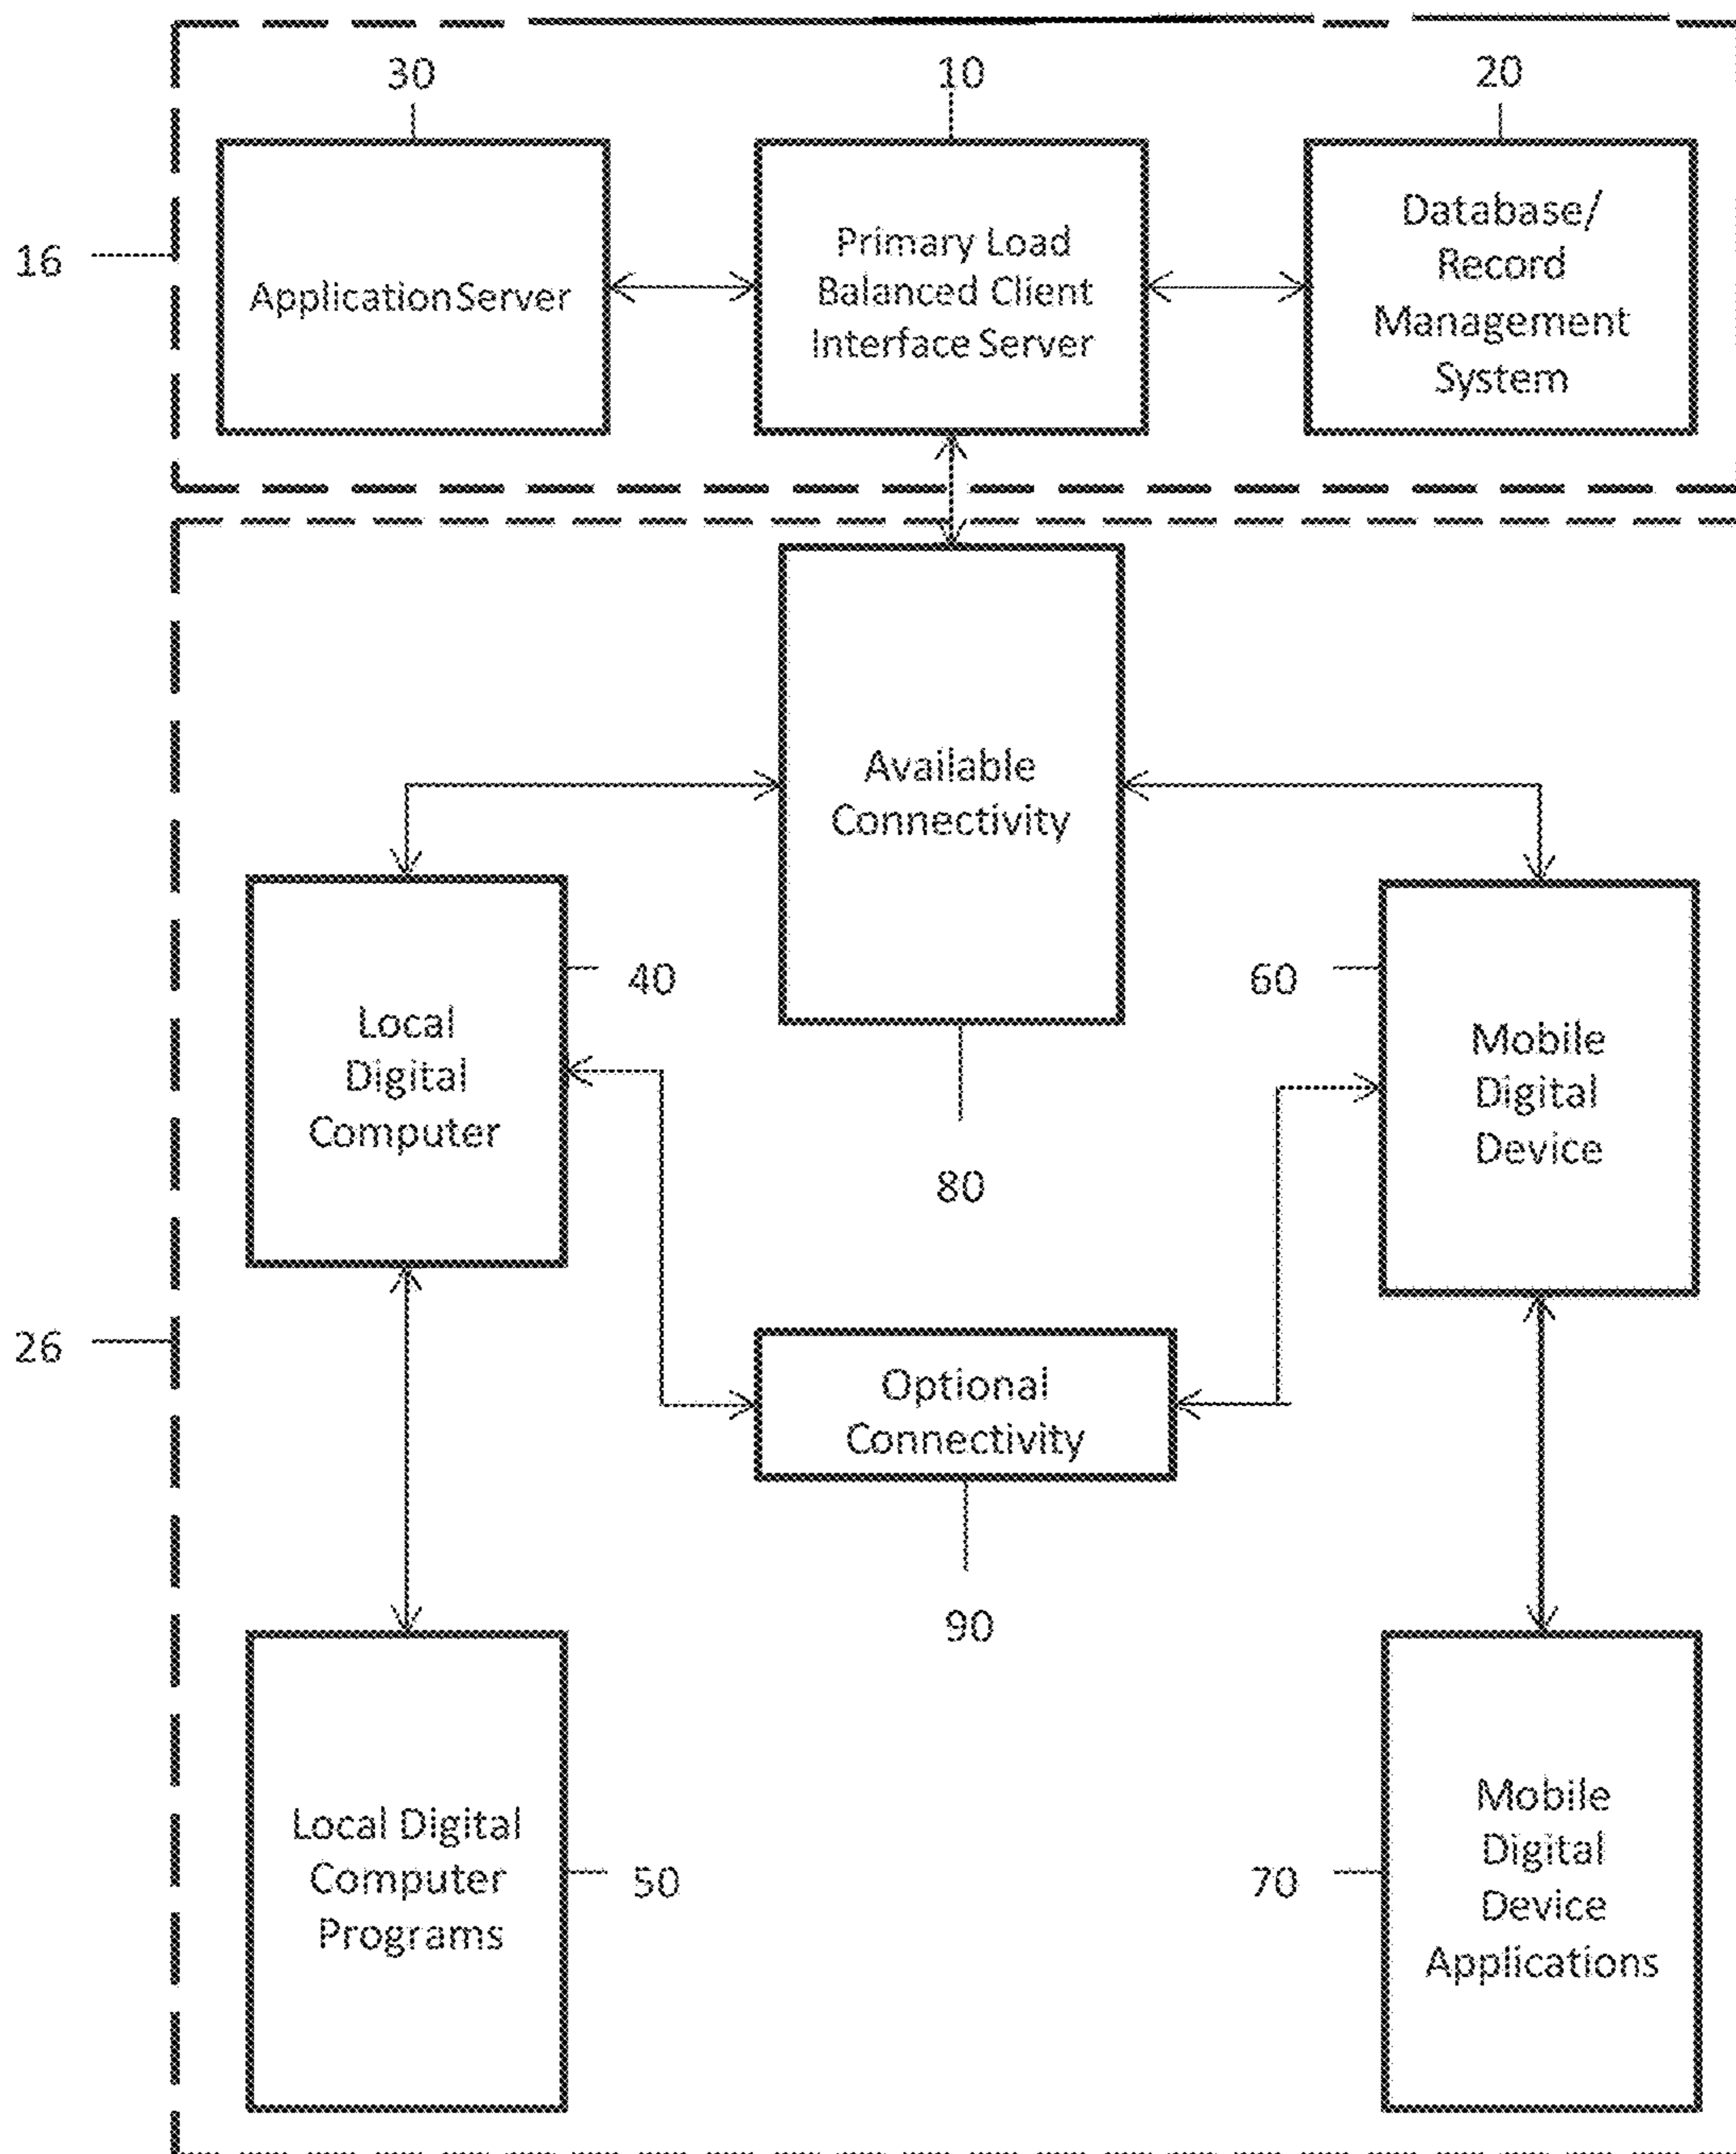 30
10
20
16
Application Server
Primary Load
Balanced Client
Interface Server
Database/
Record
Management
System
Available
Connectivity
40
60
Local
Digital
Computer
Mobile
Digital
Device
80
26
Optional
Connectivity
90
Local Digital
Computer
Programs
50
70
Mobile
Digital
Device
Applications